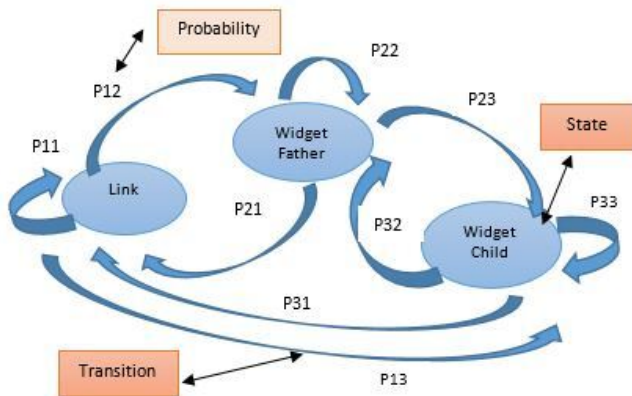 Probability
P22
P12
P23
State
Widget
Father
P11
Link
P21
P32
P33
Widget
Child
P31
Transition
P13